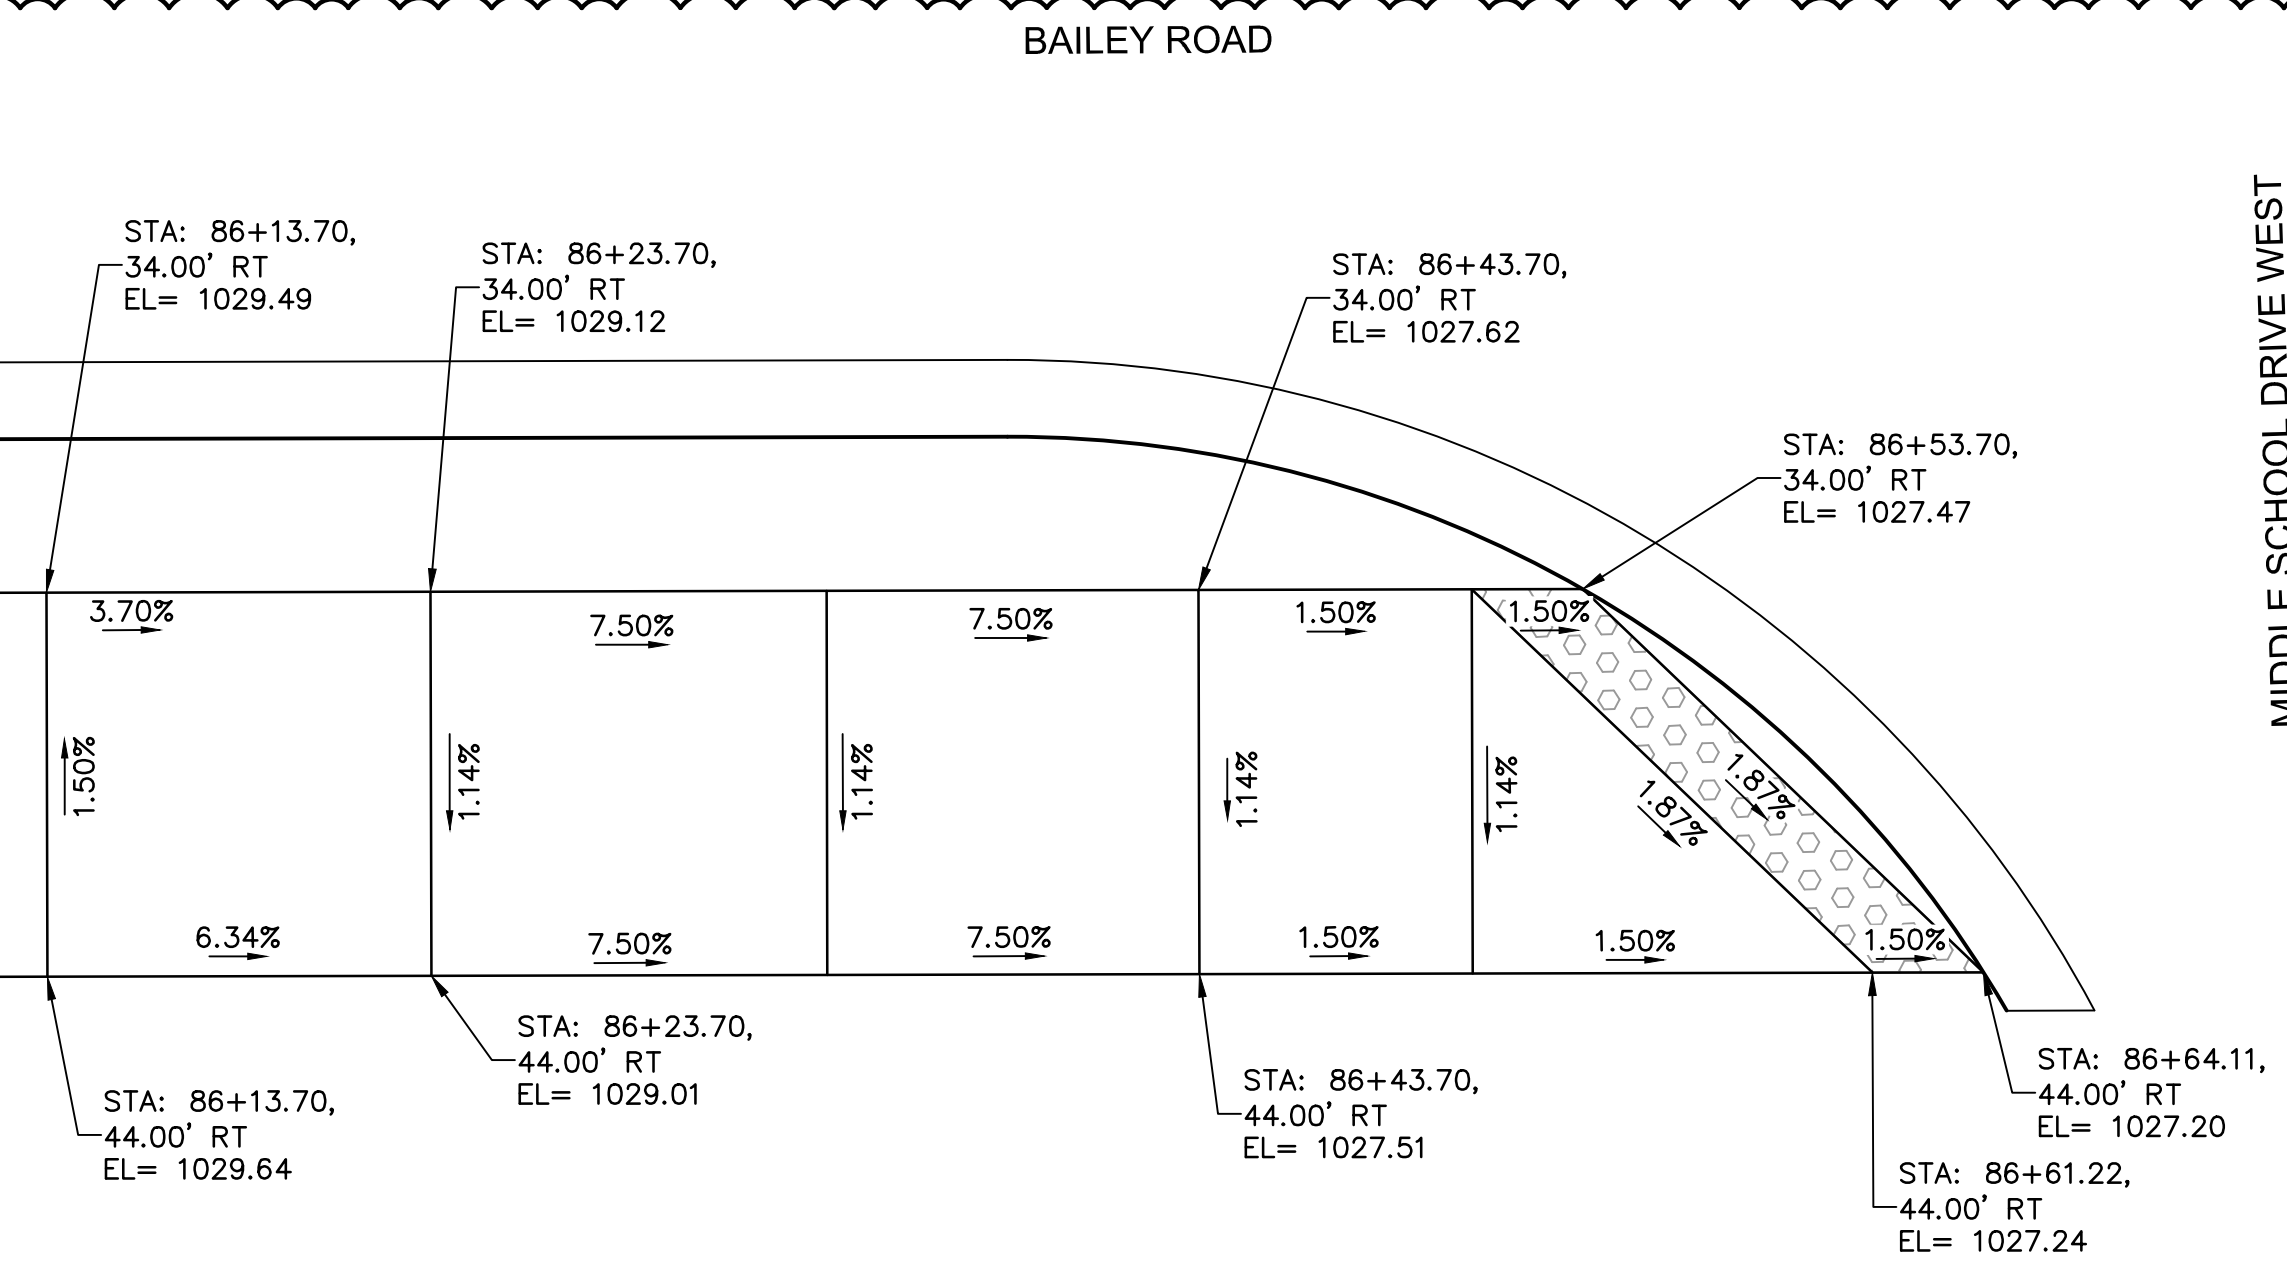 BAILEY ROAD
STA: 86+13.70,
34.00' RT
EL= 1029.49
STA: 86+23.70,
34.00' RT
EL= 1029.12
STA: 86+43.70,
34.00' RT
EL= 1027.62
STA: 86+53.70,
34.00' RT
EL= 1027.47
MIDDLE SCHOOL DRIVE WEST
3.70%
7.50%
7.50%
1.50%
1.50%
1.50%
1.14%
1.14%
1.14%
1.14%
1.87%
1.87%
6.34%
7.50%
7.50%
1.50%
1.50%
1.50%
STA: 86+13.70,
44.00' RT
EL= 1029.64
STA: 86+23.70,
44.00' RT
EL= 1029.01
STA: 86+43.70,
44.00' RT
EL= 1027.51
STA: 86+64.11,
44.00' RT
EL= 1027.20
STA: 86+61.22,
44.00' RT
EL= 1027.24